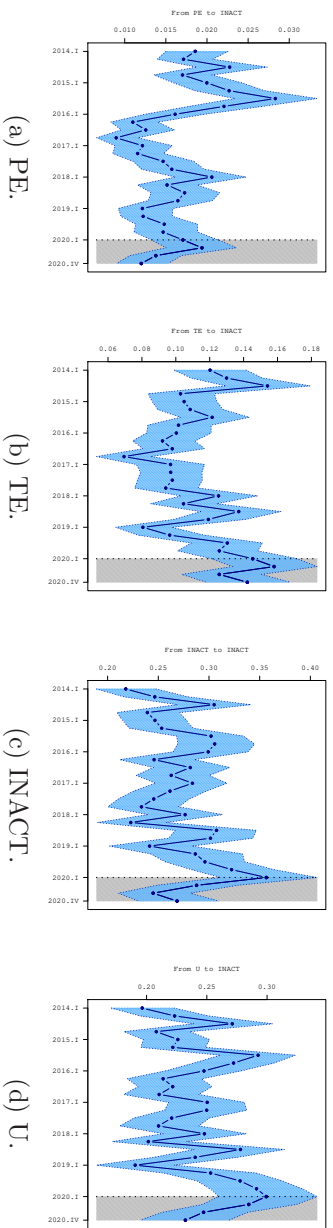 From PE to INACT
0.010 0.015 0.020 0.025 0.030
2014.I
2015.I
2016.I
2017.I
2018.I
2019.I
2020.I
2020.IV
(a) PE.
From TE to INACT
0.06 0.08 0.10 0.12 0.14 0.16 0.18
2014.I
2015.I
2016.I
2017.I
2018.I
2019.I
2020.I
2020.IV
(b) TE.
From INACT to INACT
0.20 0.25 0.30 0.35 0.40
2014.I
2015.I
2016.I
2017.I
2018.I
2019.I
2020.I
2020.IV
(c) INACT.
From U to INACT
0.20 0.25 0.30
2014.I
2015.I
2016.I
2017.I
2018.I
2019.I
2020.I
2020.IV
(d) U.